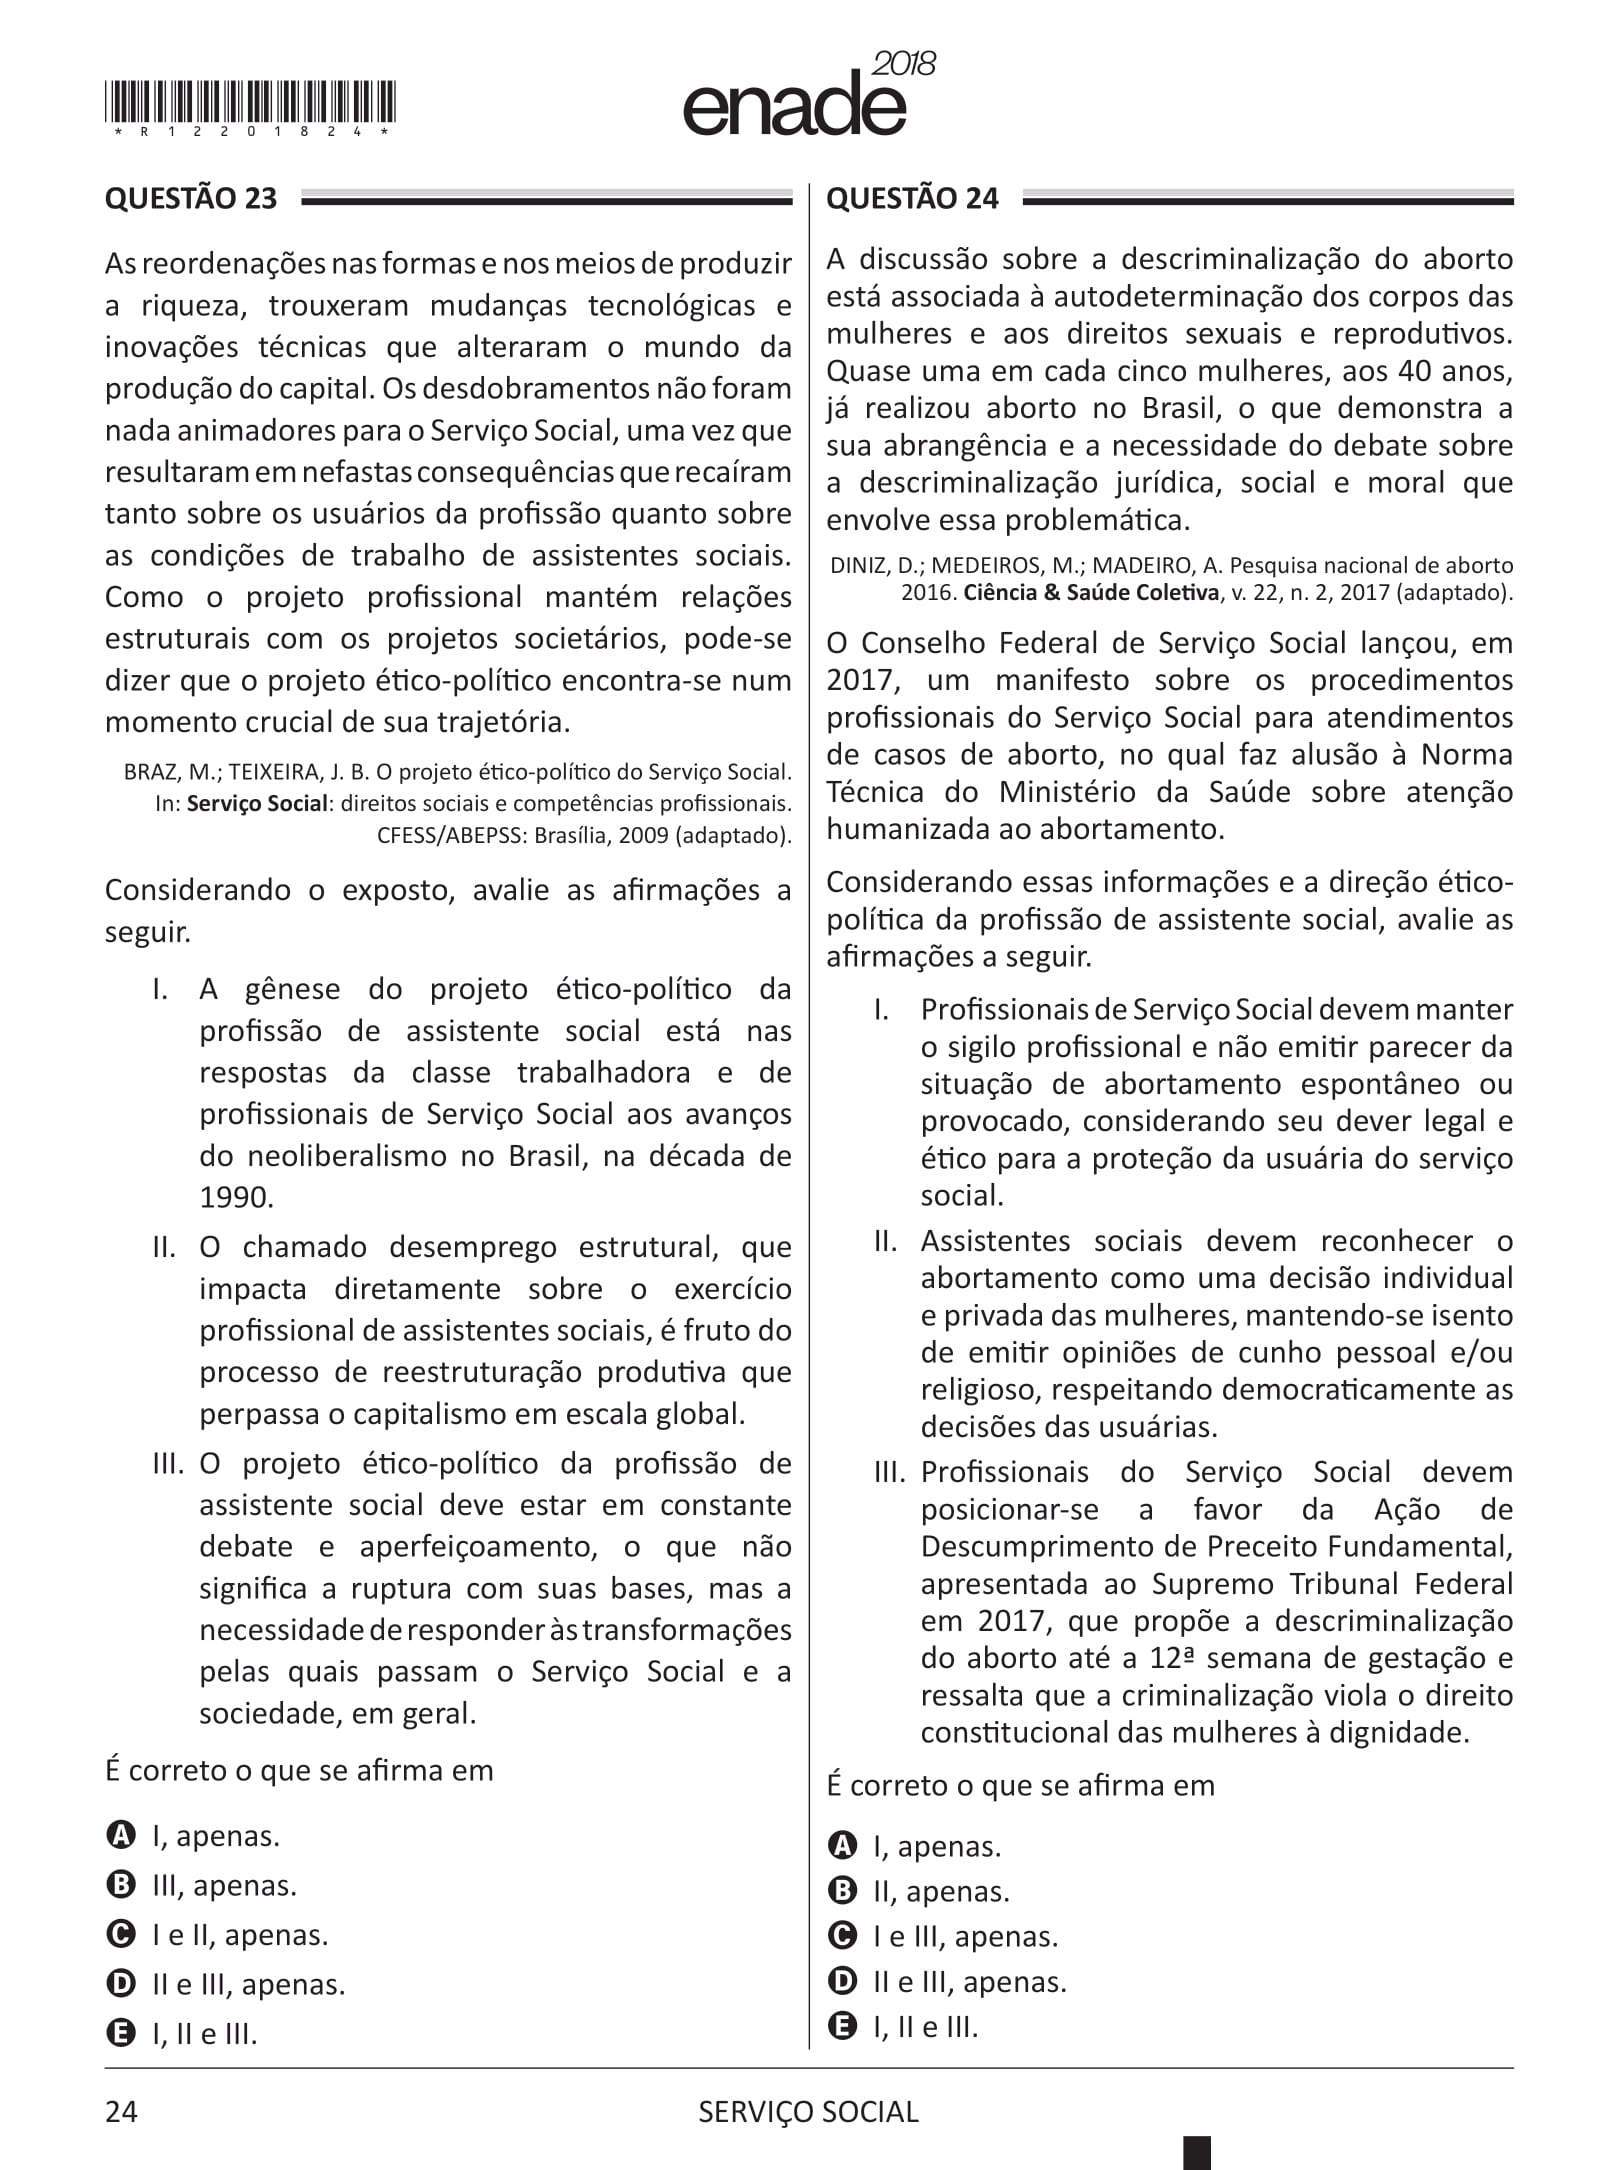 *R12201824*
enade2018
QUESTÃO 23
As reordenações nas formas e nos meios de produzir
a riqueza, trouxeram mudanças tecnológicas e
inovações técnicas que alteraram o mundo da
produção do capital. Os desdobramentos não foram
nada animadores para o Serviço Social, uma vez que
resultaram em nefastas consequências que recaíram
tanto sobre os usuários da profissão quanto sobre
as condições de trabalho de assistentes sociais.
Como o projeto profissional mantém relações
estruturais com os projetos societários, pode-se
dizer que o projeto ético-político encontra-se num
momento crucial de sua trajetória.
BRAZ, M.; TEIXEIRA, J. B. O projeto ético-político do Serviço Social.
In: Serviço Social: direitos sociais e competências profissionais.
CFESS/ABEPSS: Brasília, 2009 (adaptado).
Considerando o exposto, avalie as afirmações a
seguir.
I. A gênese do projeto ético-político da
profissão de assistente social está nas
respostas da classe trabalhadora e de
profissionais de Serviço Social aos avanços
do neoliberalismo no Brasil, na década de
1990.
II. O chamado desemprego estrutural, que
impacta diretamente sobre o exercício
profissional de assistentes sociais, é fruto do
processo de reestruturação produtiva que
perpassa o capitalismo em escala global.
III. O projeto ético-político da profissão de
assistente social deve estar em constante
debate e aperfeiçoamento, o que não
significa a ruptura com suas bases, mas a
necessidade de responder às transformações
pelas quais passam o Serviço Social e a
sociedade, em geral.
É correto o que se afirma em
A I, apenas.
B III, apenas.
C I e II, apenas.
D II e III, apenas.
E I, II e III.
QUESTÃO 24
A discussão sobre a descriminalização do aborto
está associada à autodeterminação dos corpos das
mulheres e aos direitos sexuais e reprodutivos.
Quase uma em cada cinco mulheres, aos 40 anos,
já realizou aborto no Brasil, o que demonstra a
sua abrangência e a necessidade do debate sobre
a descriminalização jurídica, social e moral que
envolve essa problemática.
DINIZ, D.; MEDEIROS, M.; MADEIRO, A. Pesquisa nacional de aborto
2016. Ciência & Saúde Coletiva, v. 22, n. 2, 2017 (adaptado).
O Conselho Federal de Serviço Social lançou, em
2017, um manifesto sobre os procedimentos
profissionais do Serviço Social para atendimentos
de casos de aborto, no qual faz alusão à Norma
Técnica do Ministério da Saúde sobre atenção
humanizada ao abortamento.
Considerando essas informações e a direção ético-
política da profissão de assistente social, avalie as
afirmações a seguir.
I. Profissionais de Serviço Social devem manter
o sigilo profissional e não emitir parecer da
situação de abortamento espontâneo ou
provocado, considerando seu dever legal e
ético para a proteção da usuária do serviço
social.
II. Assistentes sociais devem reconhecer o
abortamento como uma decisão individual
e privada das mulheres, mantendo-se isento
de emitir opiniões de cunho pessoal e/ou
religioso, respeitando democraticamente as
decisões das usuárias.
III. Profissionais do Serviço Social devem
posicionar-se a favor da Ação de
Descumprimento de Preceito Fundamental,
apresentada ao Supremo Tribunal Federal
em 2017, que propõe a descriminalização
do aborto até a 12ª semana de gestação e
ressalta que a criminalização viola o direito
constitucional das mulheres à dignidade.
É correto o que se afirma em
A I, apenas.
B II, apenas.
C I e III, apenas.
D II e III, apenas.
E I, II e III.
24
SERVIÇO SOCIAL